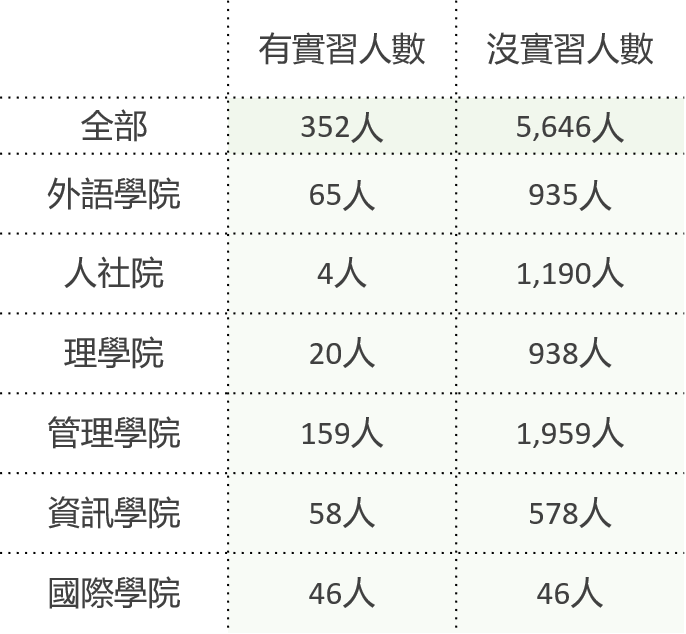 有實習人數 沒實習人數
全部 352人 5,646人
外語學院 65人 935人
人社院 4人 1,190人
理學院 20人 938人
管理學院 159人 1,959人
資訊學院 58人 578人
國際學院 46人 46人